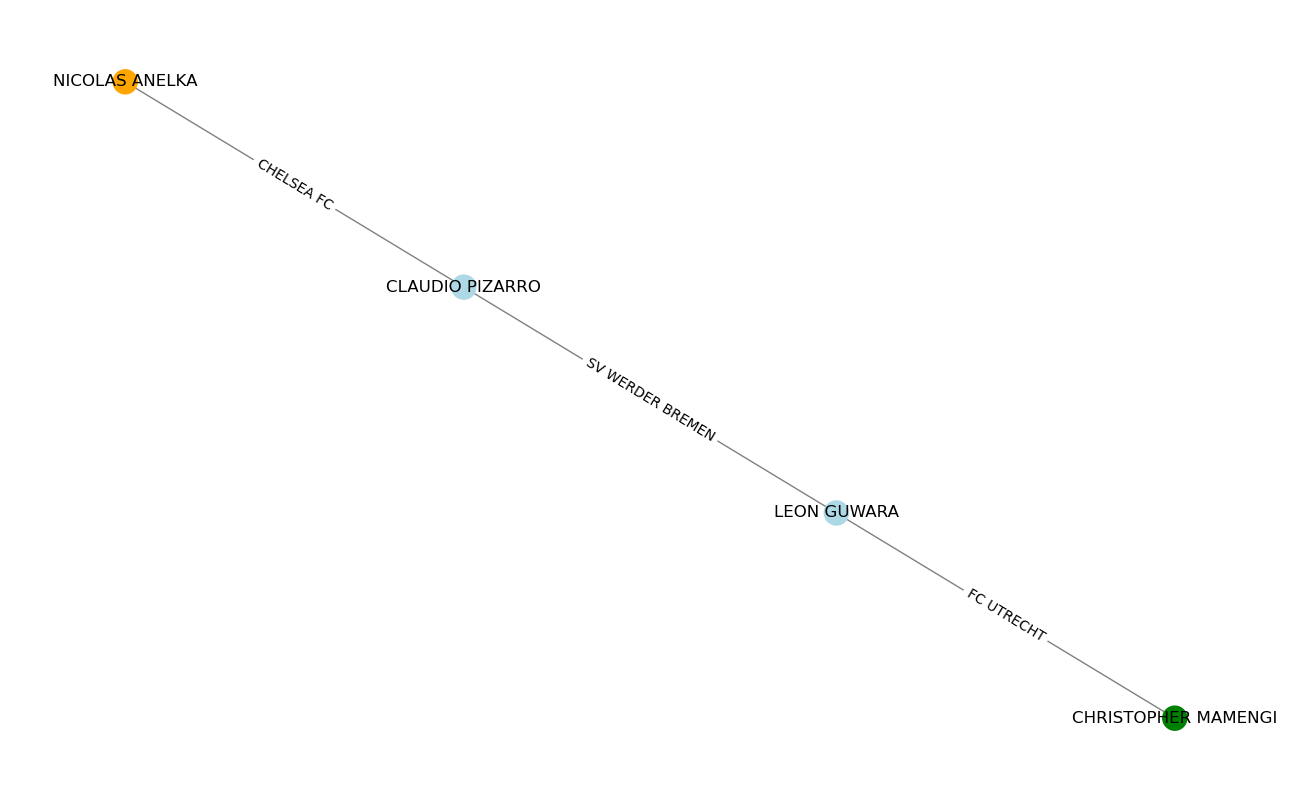 NICOLAS ANELKA
CHELSEA FC
CLAUDIO PIZARRO
SV WERDER BREMEN
LEON GUWARA
FC UTRECHT
CHRISTOPHER MAMENGI